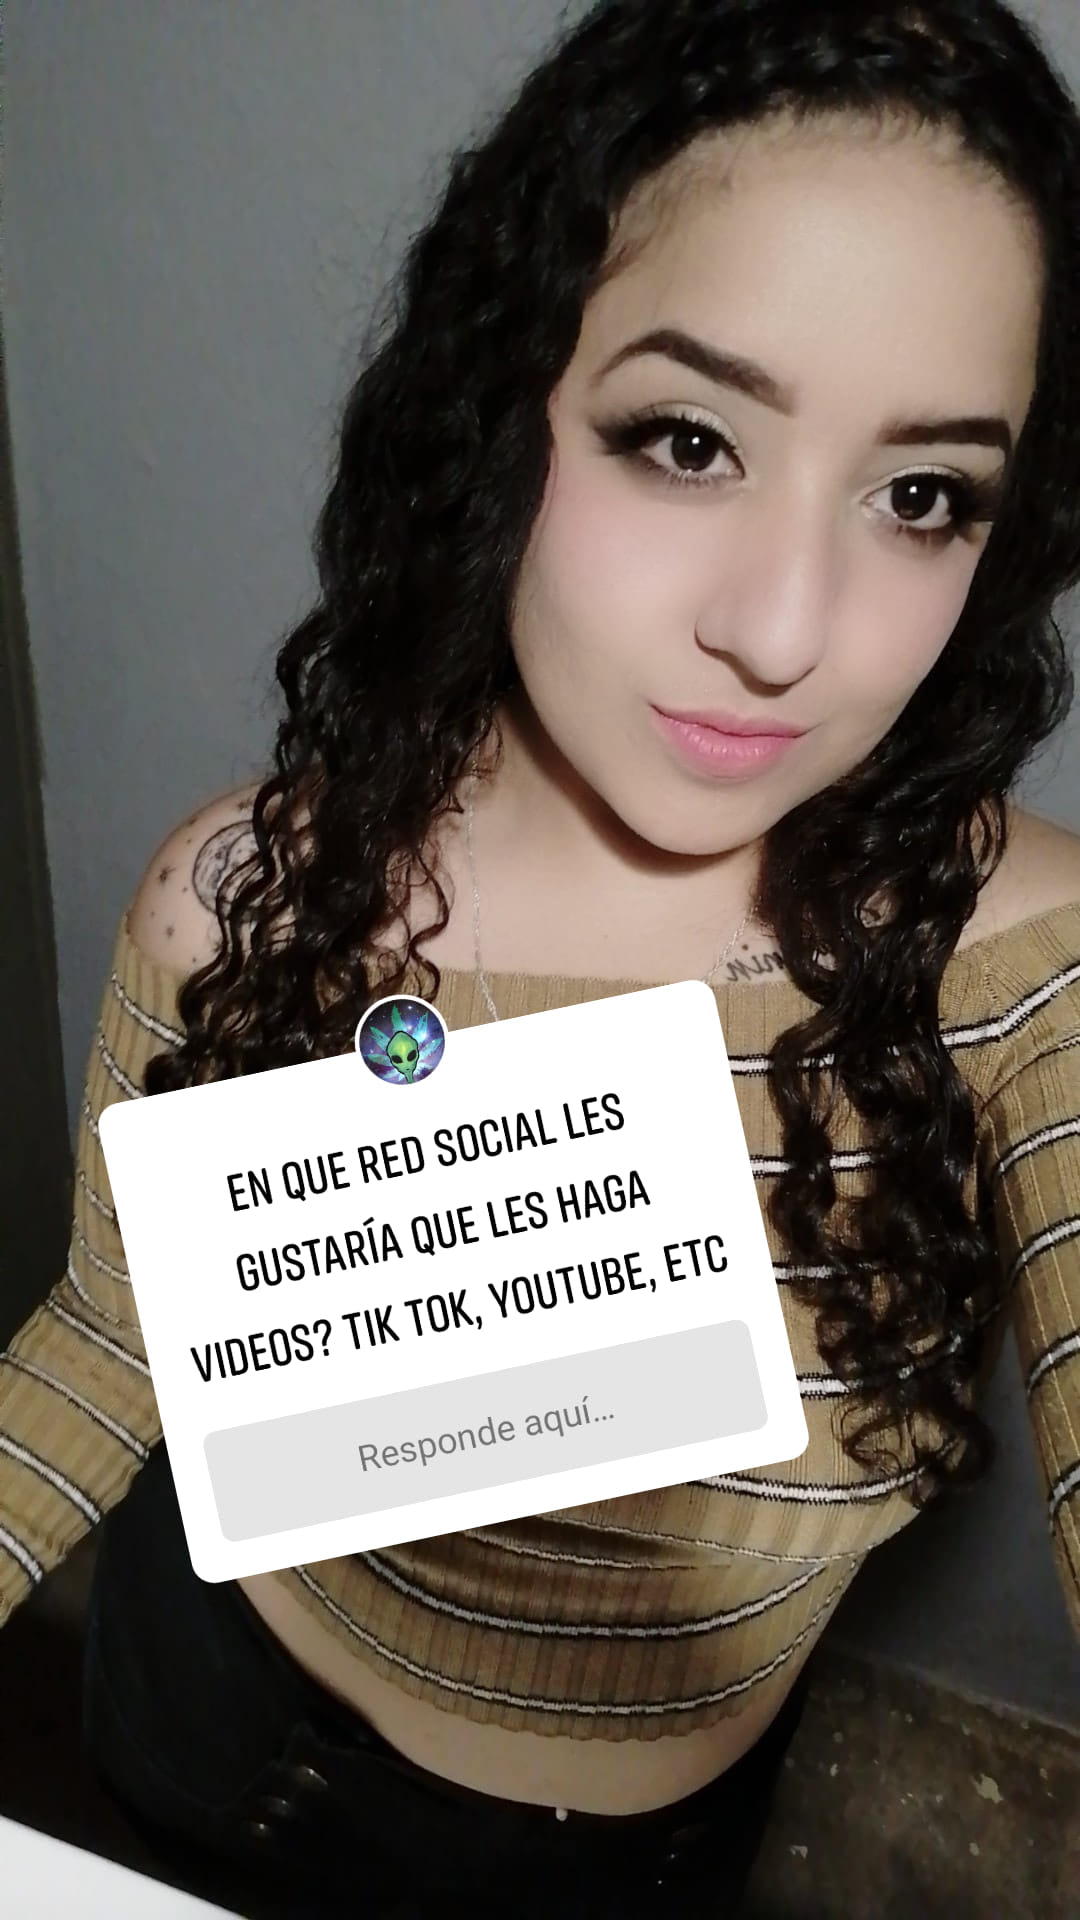 EN QUE RED SOCIAL LES
GUSTARÍA QUE LES HAGA
VIDEOS? TIK TOK, YOUTUBE, ETC
Responde aquí...